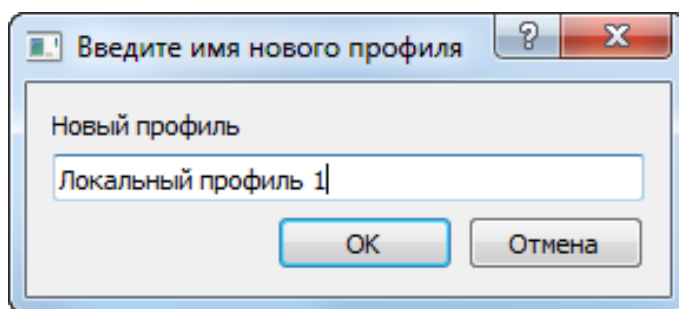 Введите имя нового профиля
Новый профиль
Локальный профиль 1
OK Отмена